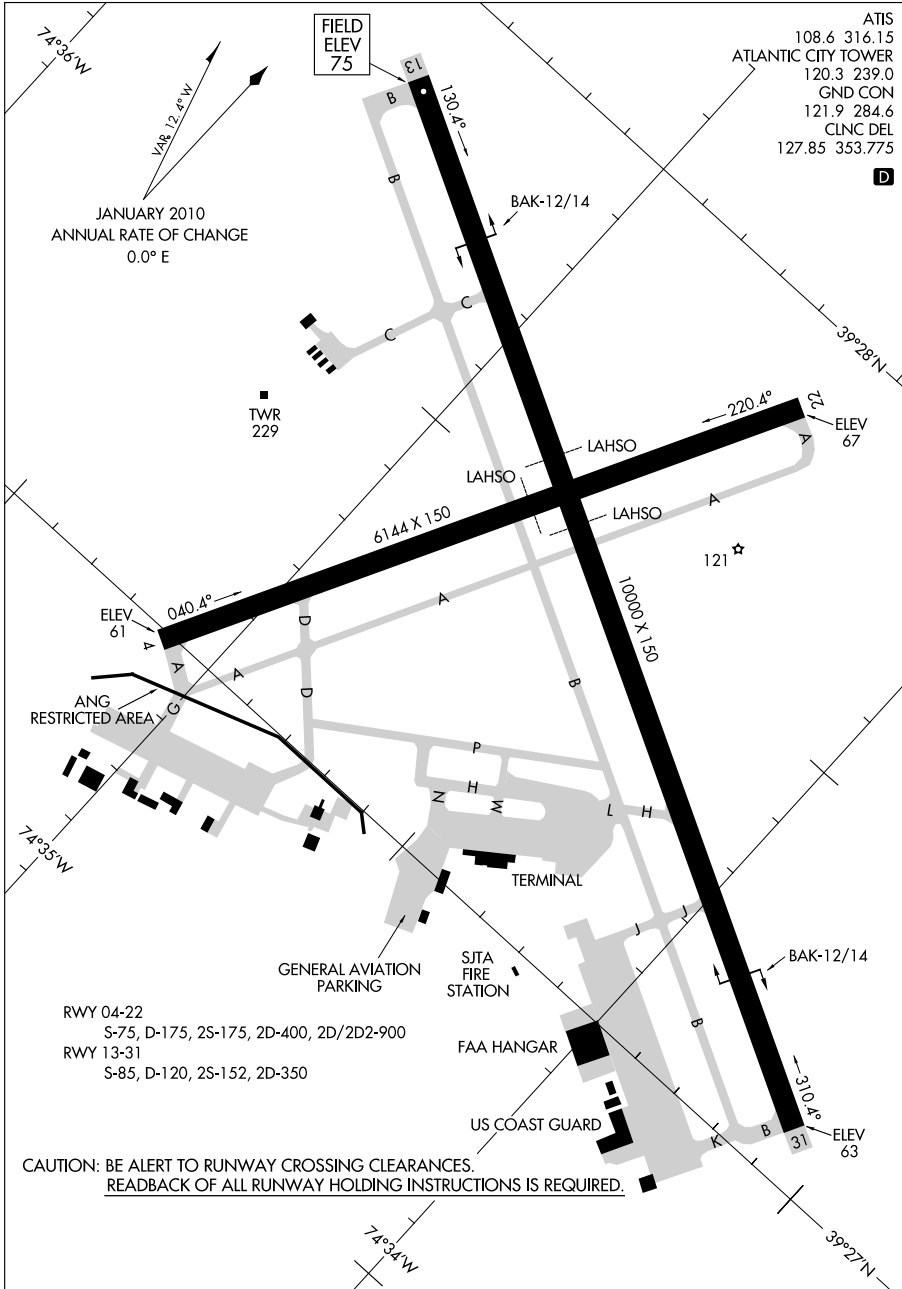 ATIS
108.6 316.15
ATLANTIC CITY TOWER
120.3 239.0
GND CON
121.9 284.6
CLNC DEL
127.85 353.775
D
74°36'W
FIELD
ELEV
75
13
B
130.4°
VAR 12.4° W
B
JANUARY 2010
ANNUAL RATE OF CHANGE
0.0° E
BAK-12/14
C
C
39°28'N
TWR
229
220.4°
22
ELEV
67
A
LAHSO
LAHSO
LAHSO
A
6144 X 150
121
10000 X 150
040.4°
ELEV
61
4
A
A
A
D
D
G
ANG
RESTRICTED AREA
B
P
H
N
W
L
H
74°35'W
TERMINAL
J
J
GENERAL AVIATION
PARKING
SJTA
FIRE
STATION
BAK-12/14
RWY 04-22
S-75, D-175, 2S-175, 2D-400, 2D/2D2-900
RWY 13-31
S-85, D-120, 2S-152, 2D-350
FAA HANGAR
B
310.4°
US COAST GUARD
K
B
31
ELEV
63
CAUTION: BE ALERT TO RUNWAY CROSSING CLEARANCES.
READBACK OF ALL RUNWAY HOLDING INSTRUCTIONS IS REQUIRED.
74°34'W
39°27'N